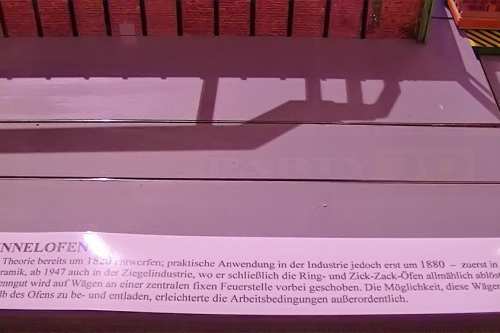 NNELOFEN
Theorie bereits um 1820 entworfen; praktische Anwendung in der Industrie jedoch erst um 1880 – zuerst in
ramik, ab 1947 auch in der Ziegelindustrie, wo er schließlich die Ring- und Zick-Zack-Öfen allmählich ablöst
enngut wird auf Wägen an einer zentralen fixen Feuerstelle vorbei geschoben. Die Möglichkeit, diese Wägen
lb des Ofens zu be- und entladen, erleichterte die Arbeitsbedingungen außerordentlich.